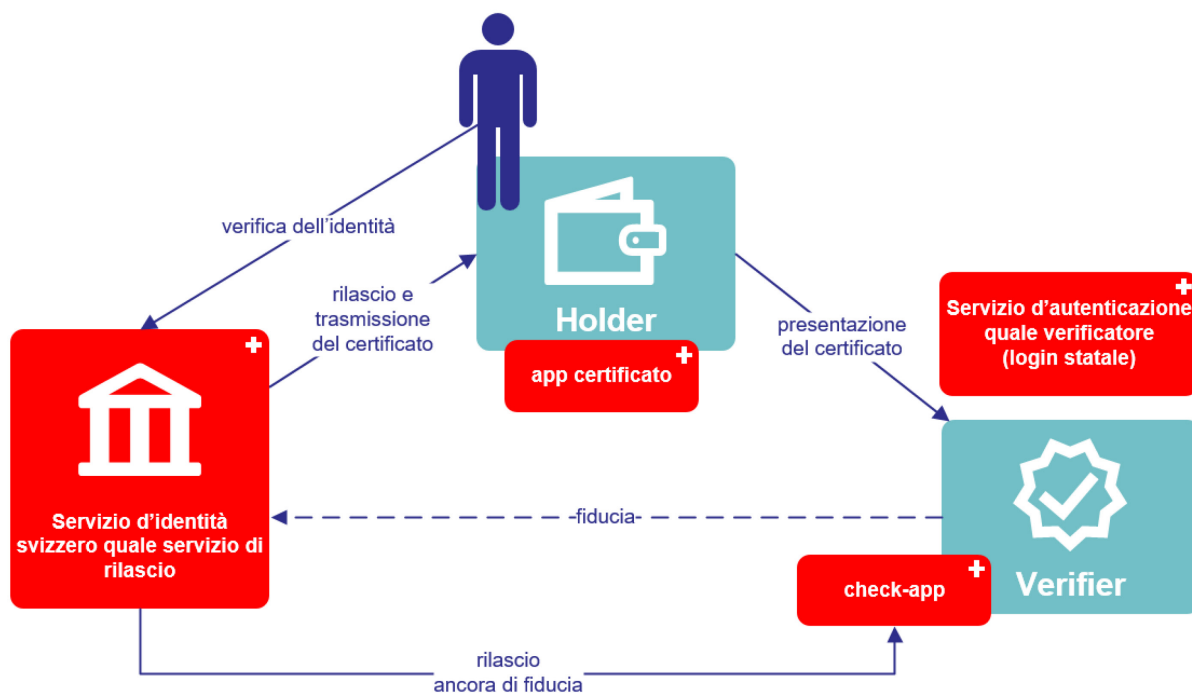 verifica dell'identità
rilascio e
trasmissione
del certificato
Holder
app certificato
presentazione
del certificato
Servizio d'autenticazione
quale verificatore
(login statale)
Servizio d'identità
svizzero quale servizio di
rilascio
fiducia
check-app
Verifier
rilascio
ancora di fiducia